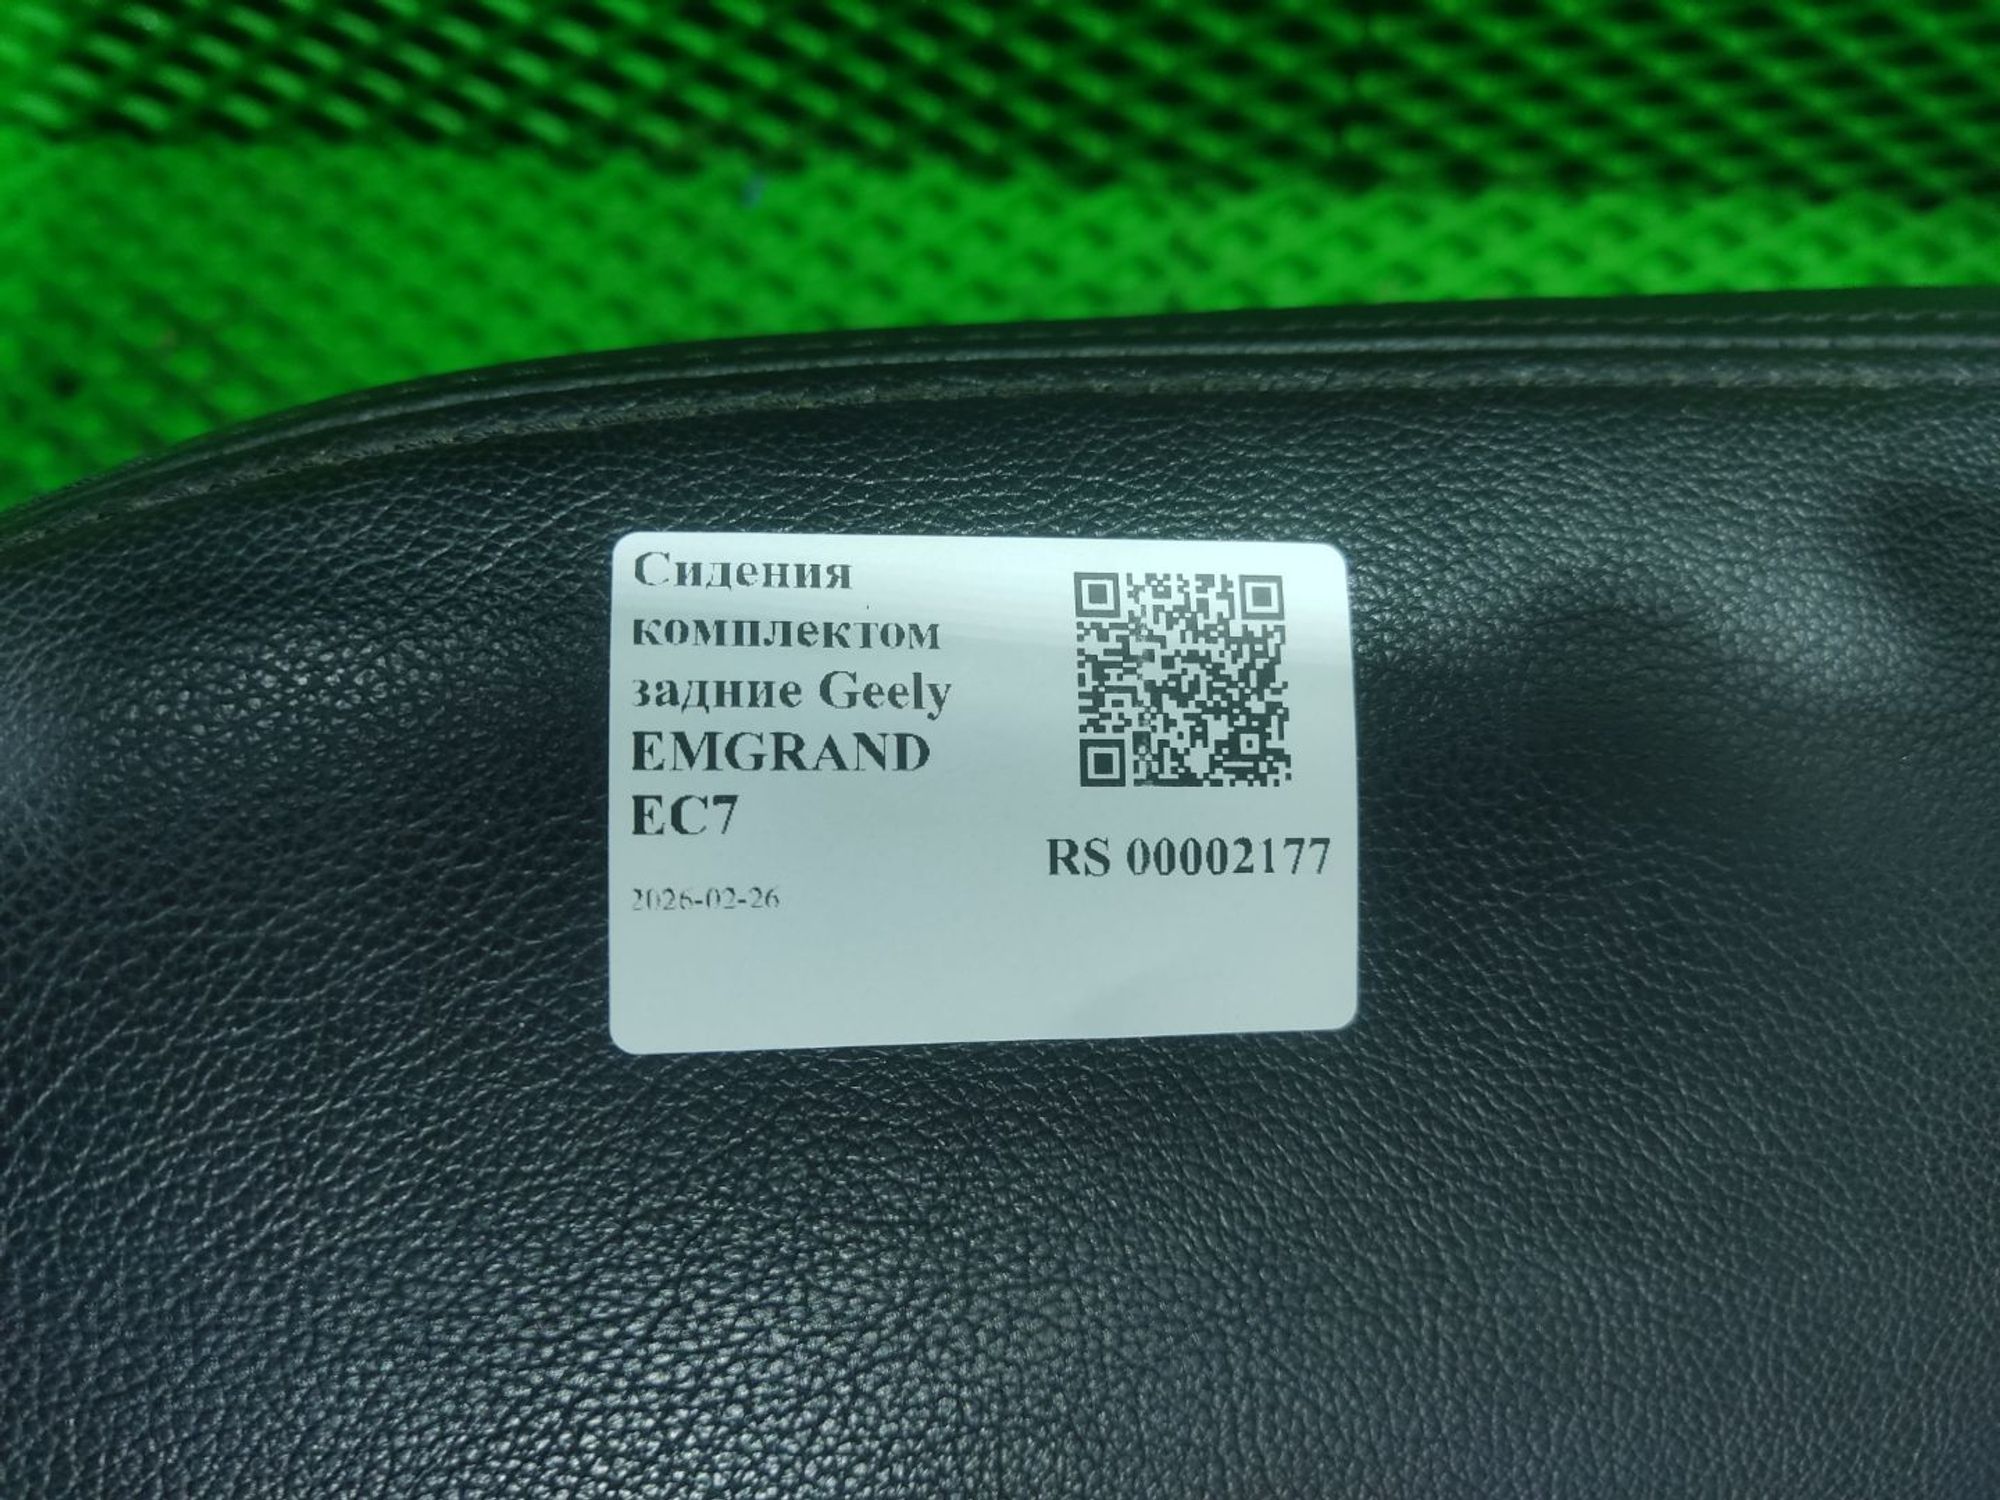 Сидения
комплектом
задние Geely
EMGRAND
EC7
RS 00002177
2026-02-26